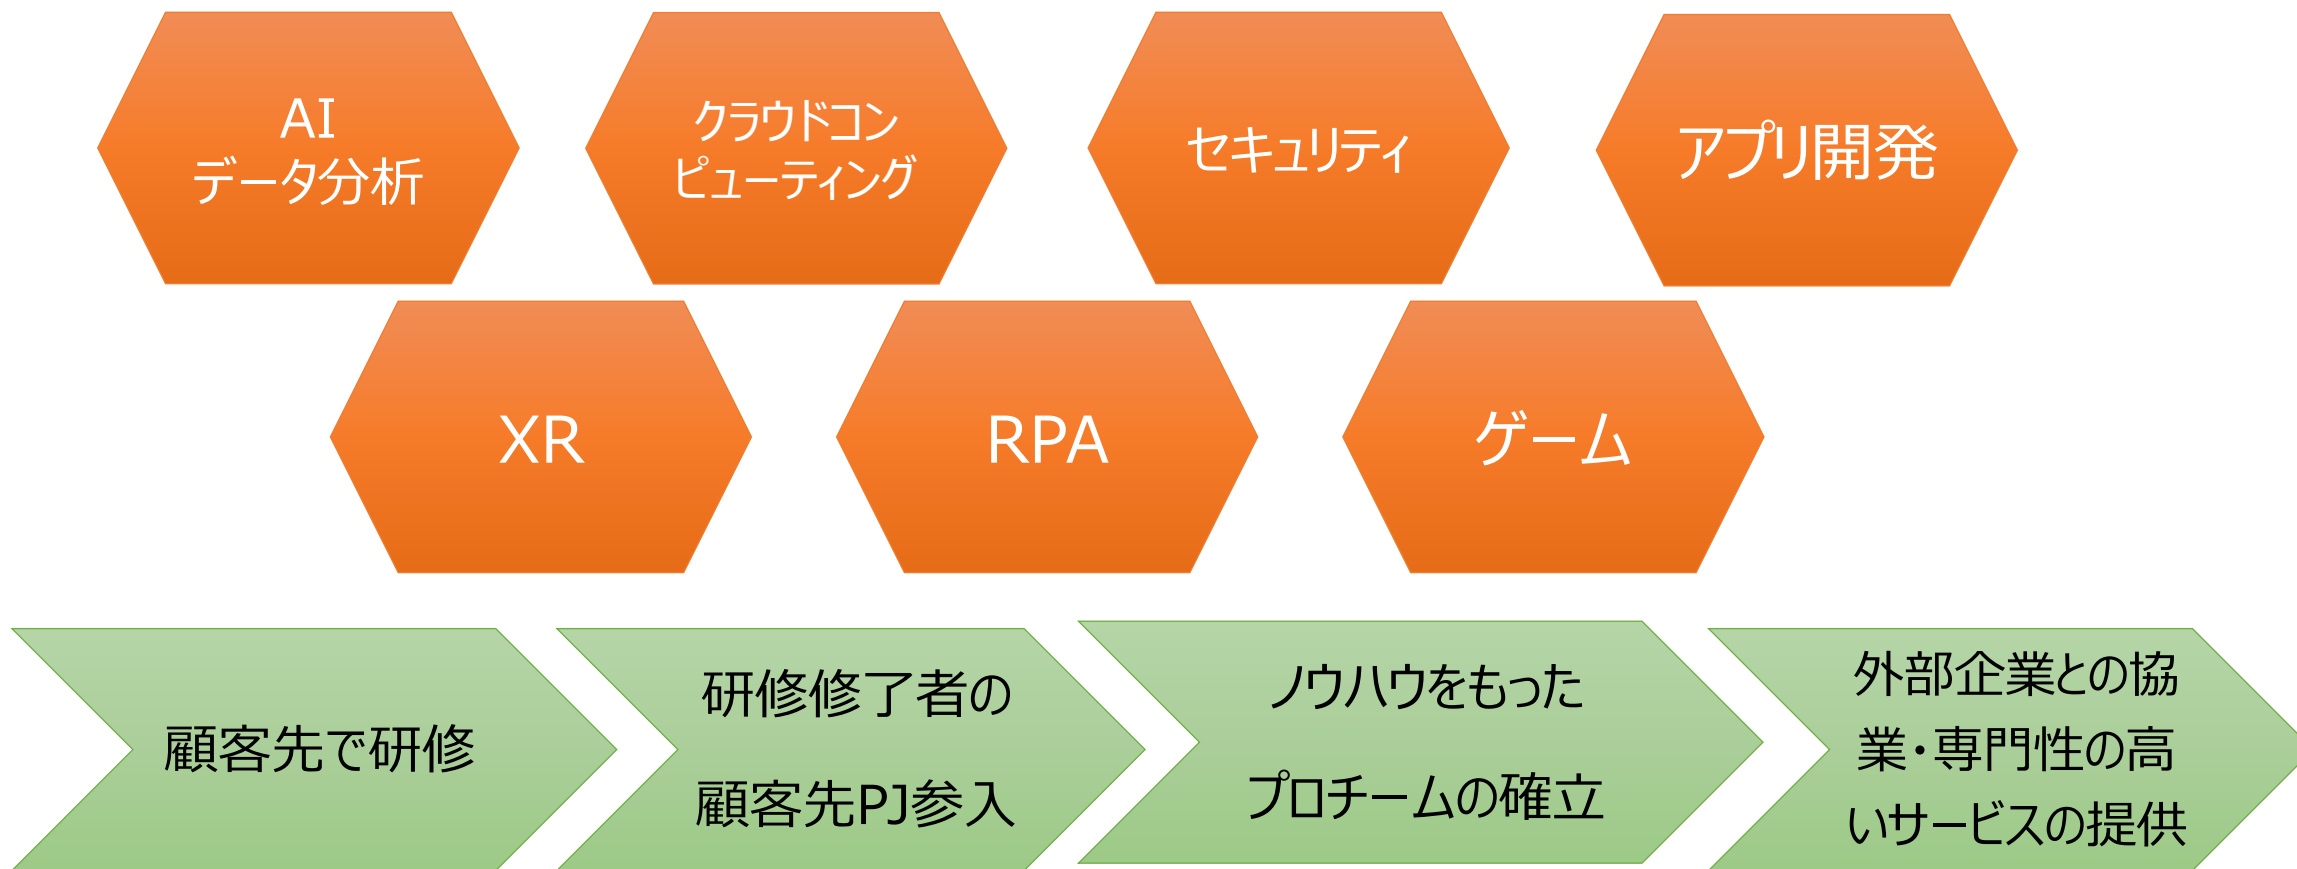 AI
データ分析
クラウドコン
ピューティング
セキュリティ
アプリ開発
XR
RPA
ゲーム
顧客先で研修
研修修了者の
顧客先PJ参入
ノウハウをもった
プロチームの確立
外部企業との協
業・専門性の高
いサービスの提供